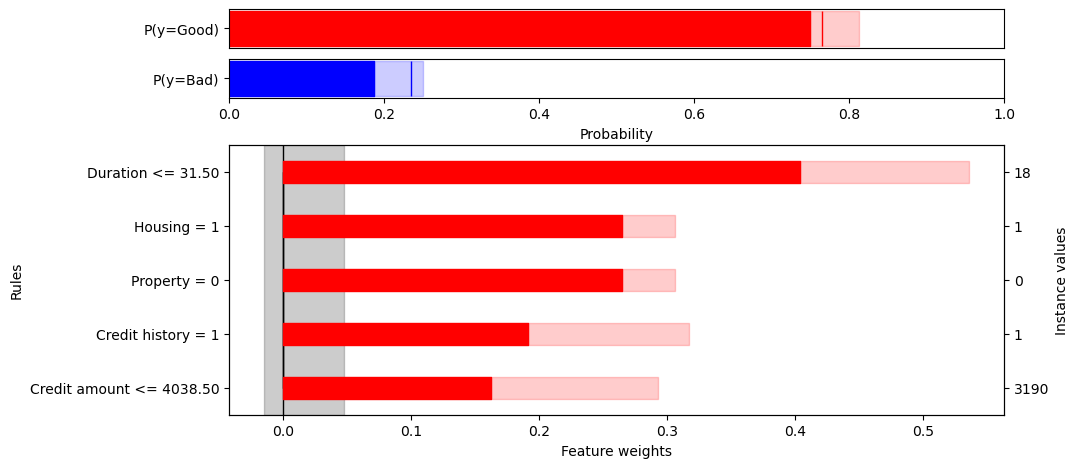 P(y=Good)
P(y=Bad)
0.0 0.2 0.4 0.6 0.8 1.0
Probability
Duration <= 31.50 18
Housing = 1 1
Property = 0 0
Credit history = 1 1
Credit amount <= 4038.50 3190
Rules
Instance values
0.0 0.1 0.2 0.3 0.4 0.5
Feature weights